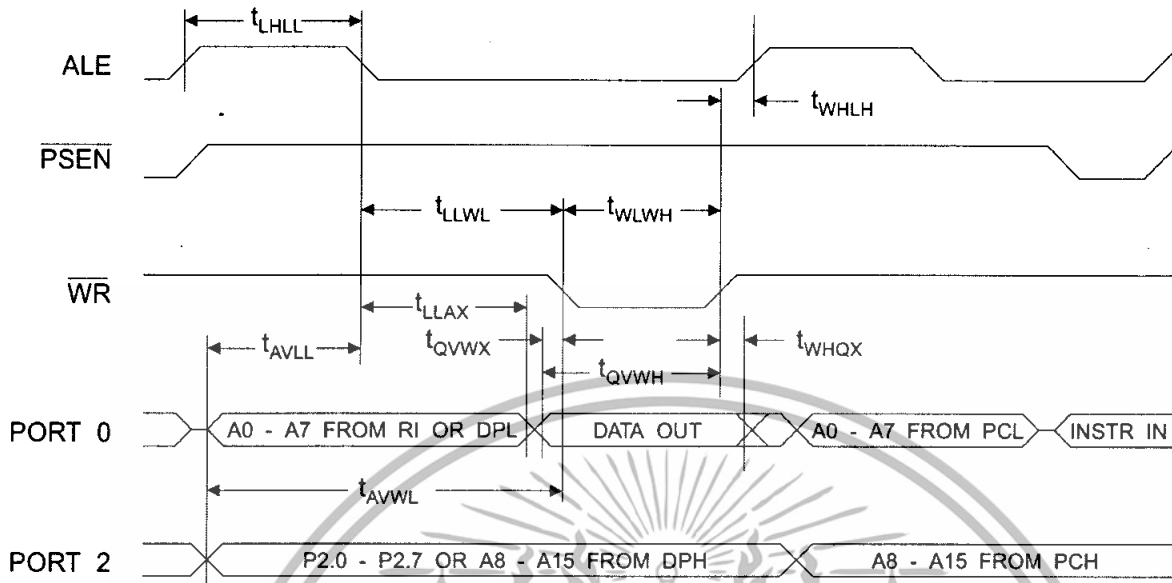 tLHLL
ALE
tWHLH
PSEN
tLLWL tWLWH
WR
tLLAX
tAVLL tQVWX tWHQX
tQVWH
PORT 0 A0 - A7 FROM RI OR DPL DATA OUT A0 - A7 FROM PCL INSTR IN
tAVWL
PORT 2 P2.0 - P2.7 OR A8 - A15 FROM DPH A8 - A15 FROM PCH